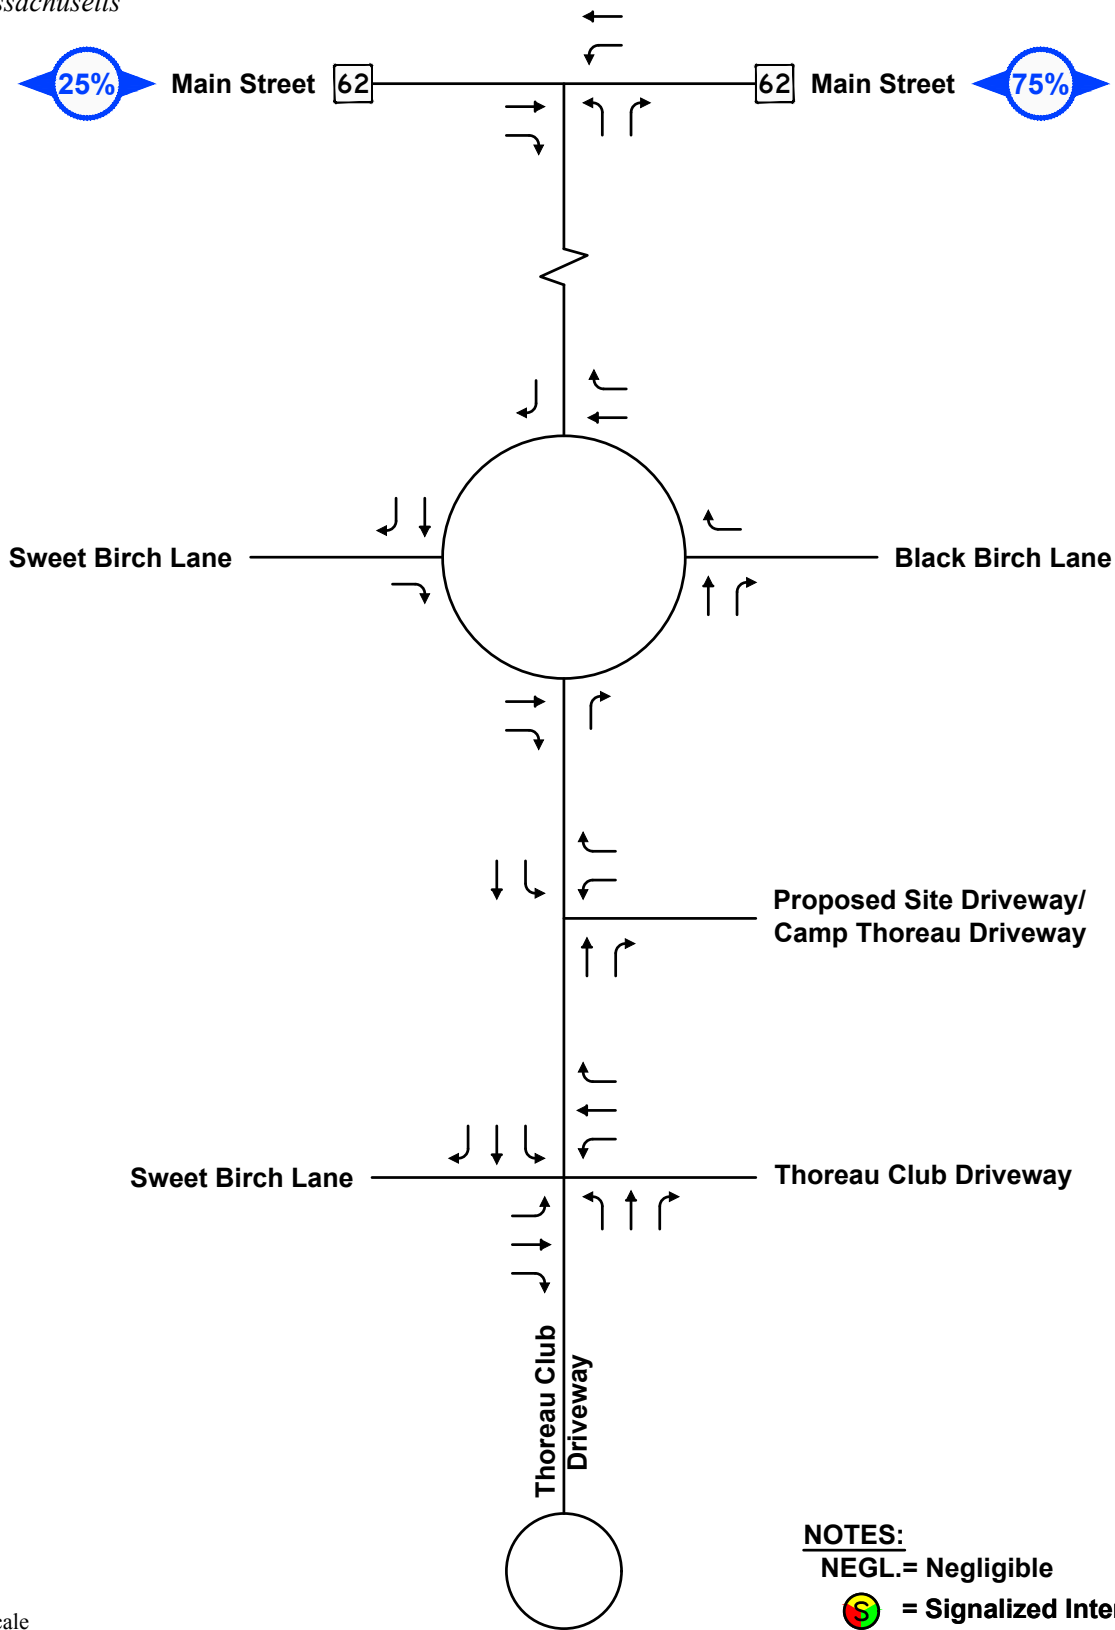 25% Main Street 62 62 Main Street 75%
Sweet Birch Lane Black Birch Lane
Proposed Site Driveway/
Camp Thoreau Driveway
Sweet Birch Lane Thoreau Club Driveway
Thoreau Club
Driveway
NOTES:
NEGL.= Negligible
S = Signalized